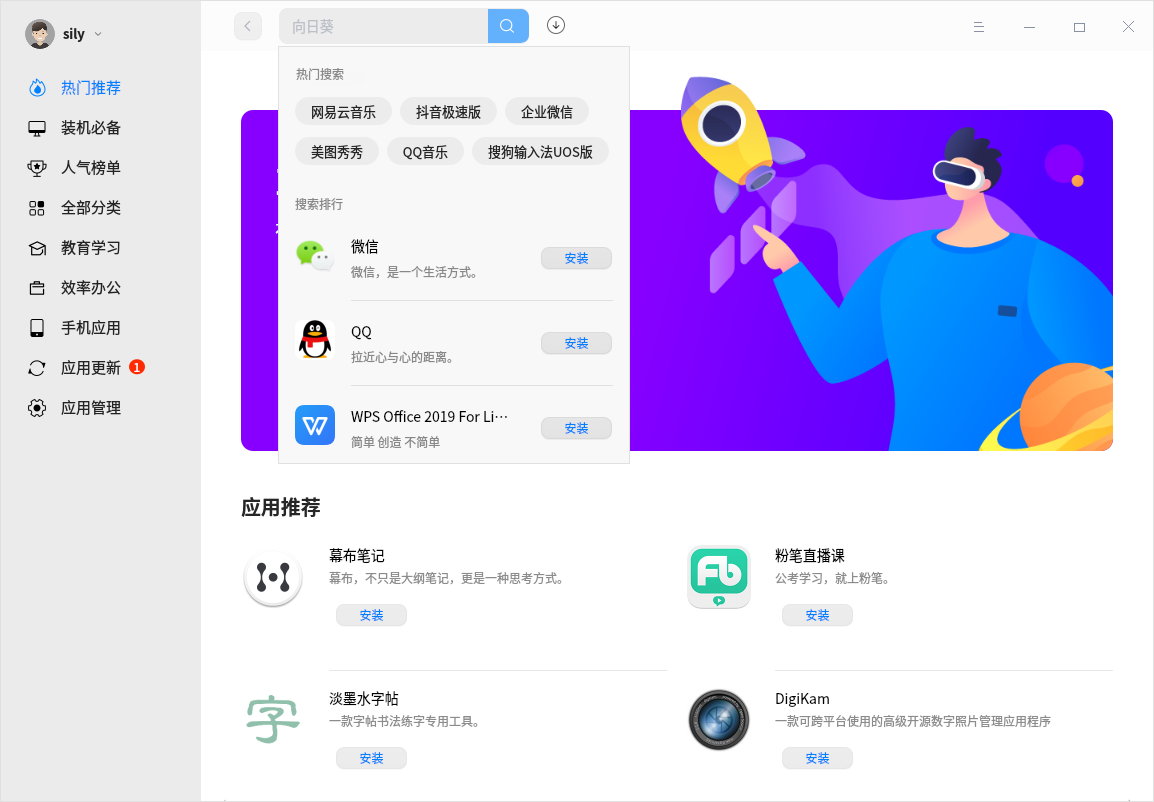 sily
向日葵
热门推荐
装机必备
人气榜单
全部分类
教育学习
效率办公
手机应用
应用更新 1
应用管理
热门搜索
网易云音乐 抖音极速版 企业微信
美图秀秀 QQ音乐 搜狗输入法UOS版
搜索排行
微信
微信，是一个生活方式。
安装
QQ
拉近心与心的距离。
安装
WPS Office 2019 For Li···
简单 创造 不简单
安装
应用推荐
幕布笔记
幕布，不只是大纲笔记，更是一种思考方式。
安装
Fb
粉笔直播课
公考学习，就上粉笔。
安装
字
淡墨水字帖
一款字帖书法练字专用工具。
安装
DigiKam
一款可跨平台使用的高级开源数字照片管理应用程序
安装